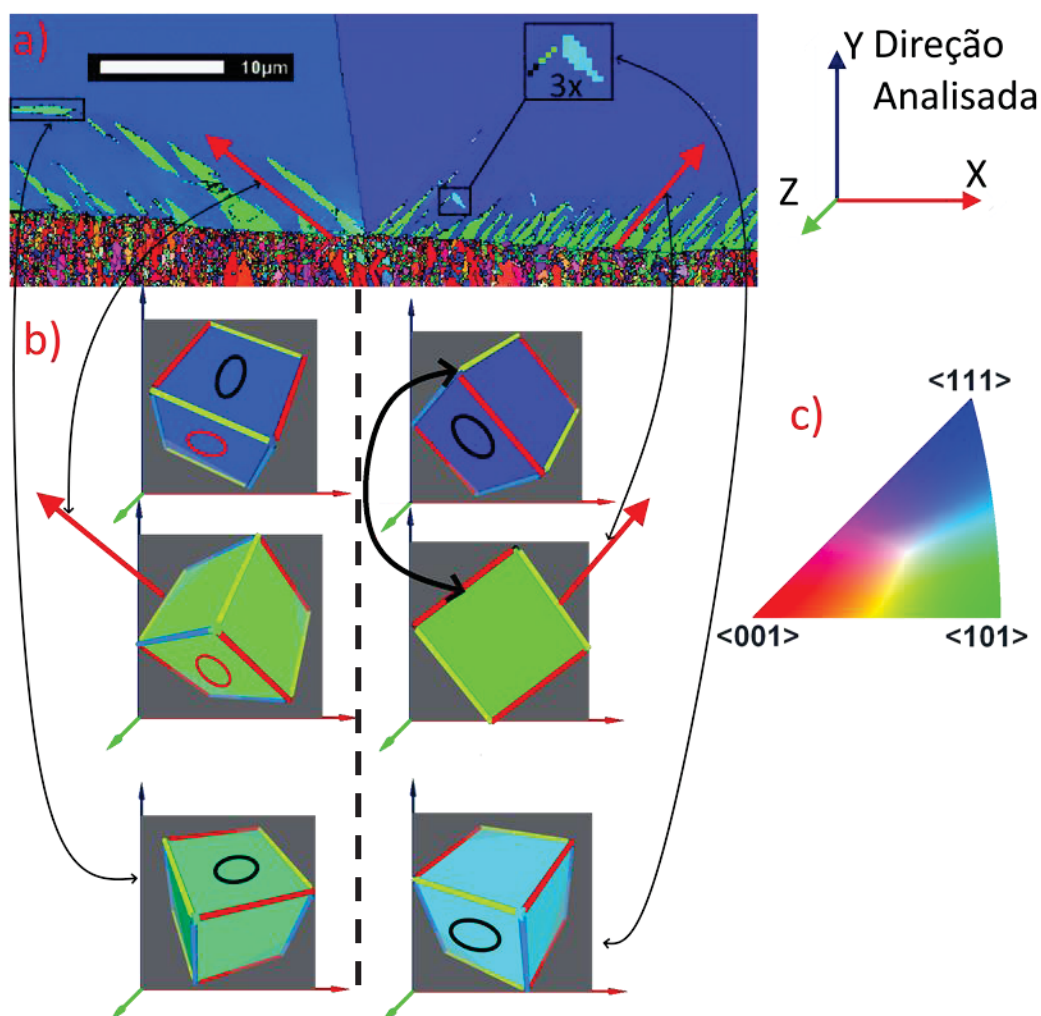 a)
10μm
3x
Y Direção
Analisada
Z
X
b)
c)
<111>
<001>
<101>